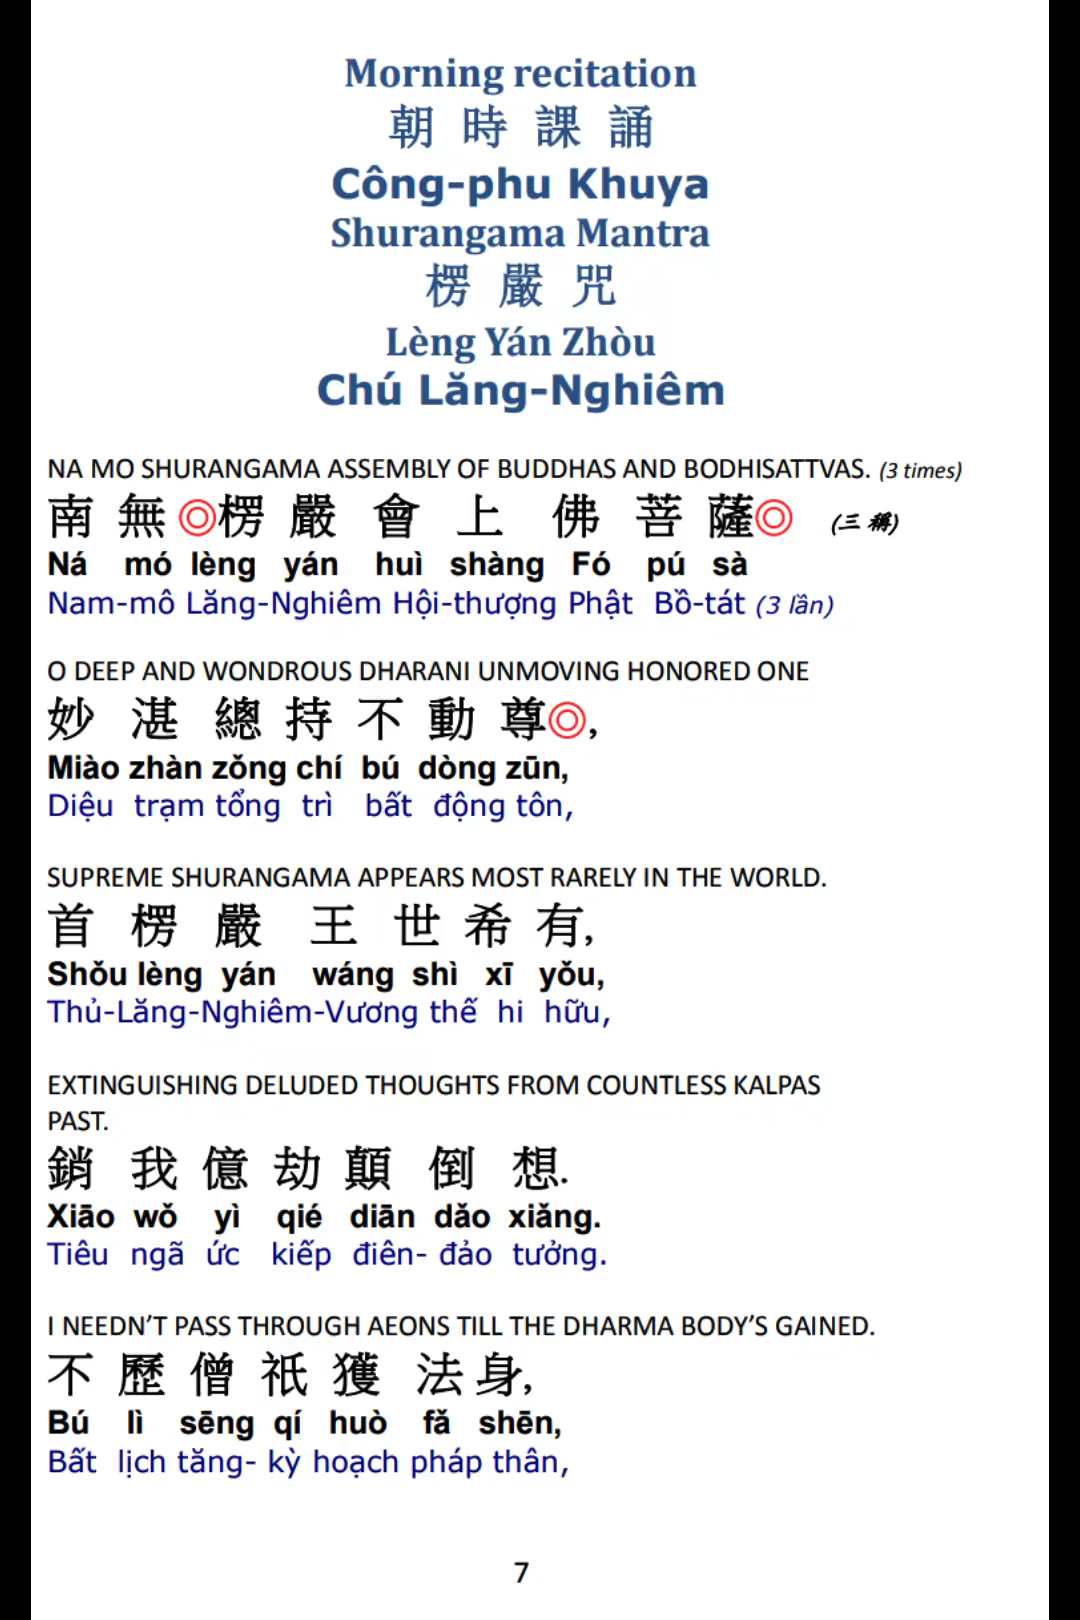 Morning recitation
朝 時 課 誦
Công-phu Khuya
Shurangama Mantra
楞 嚴 咒
Lèng Yán Zhòu
Chú Lăng-Nghiêm
NA MO SHURANGAMA ASSEMBLY OF BUDDHAS AND BODHISATTVAS. (3 times)
南 無 ◎楞 嚴 會 上 佛 菩 薩◎ (三 稱)
Ná mó lèng yán huì shàng Fó pú sà
Nam-mô Lăng-Nghiêm Hội-thượng Phật Bồ-tát (3 lần)
O DEEP AND WONDROUS DHARANI UNMOVING HONORED ONE
妙 湛 總 持 不 動 尊◎,
Miào zhàn zǒng chí bú dòng zūn,
Diệu trạm tổng trì bất động tôn,
SUPREME SHURANGAMA APPEARS MOST RARELY IN THE WORLD.
首 楞 嚴 王 世 希 有,
Shǒu lèng yán wáng shì xī yǒu,
Thủ-Lăng-Nghiêm-Vương thế hi hữu,
EXTINGUISHING DELUDED THOUGHTS FROM COUNTLESS KALPAS
PAST.
銷 我 億 劫 顛 倒 想.
Xiāo wǒ yì qié diān dǎo xiǎng.
Tiêu ngã ức kiếp điên- đảo tưởng.
I NEEDN'T PASS THROUGH AEONS TILL THE DHARMA BODY'S GAINED.
不 歷 僧 祇 獲 法 身,
Bú lì sēng qí huò fǎ shēn,
Bất lịch tăng- kỳ hoạch pháp thân,
7